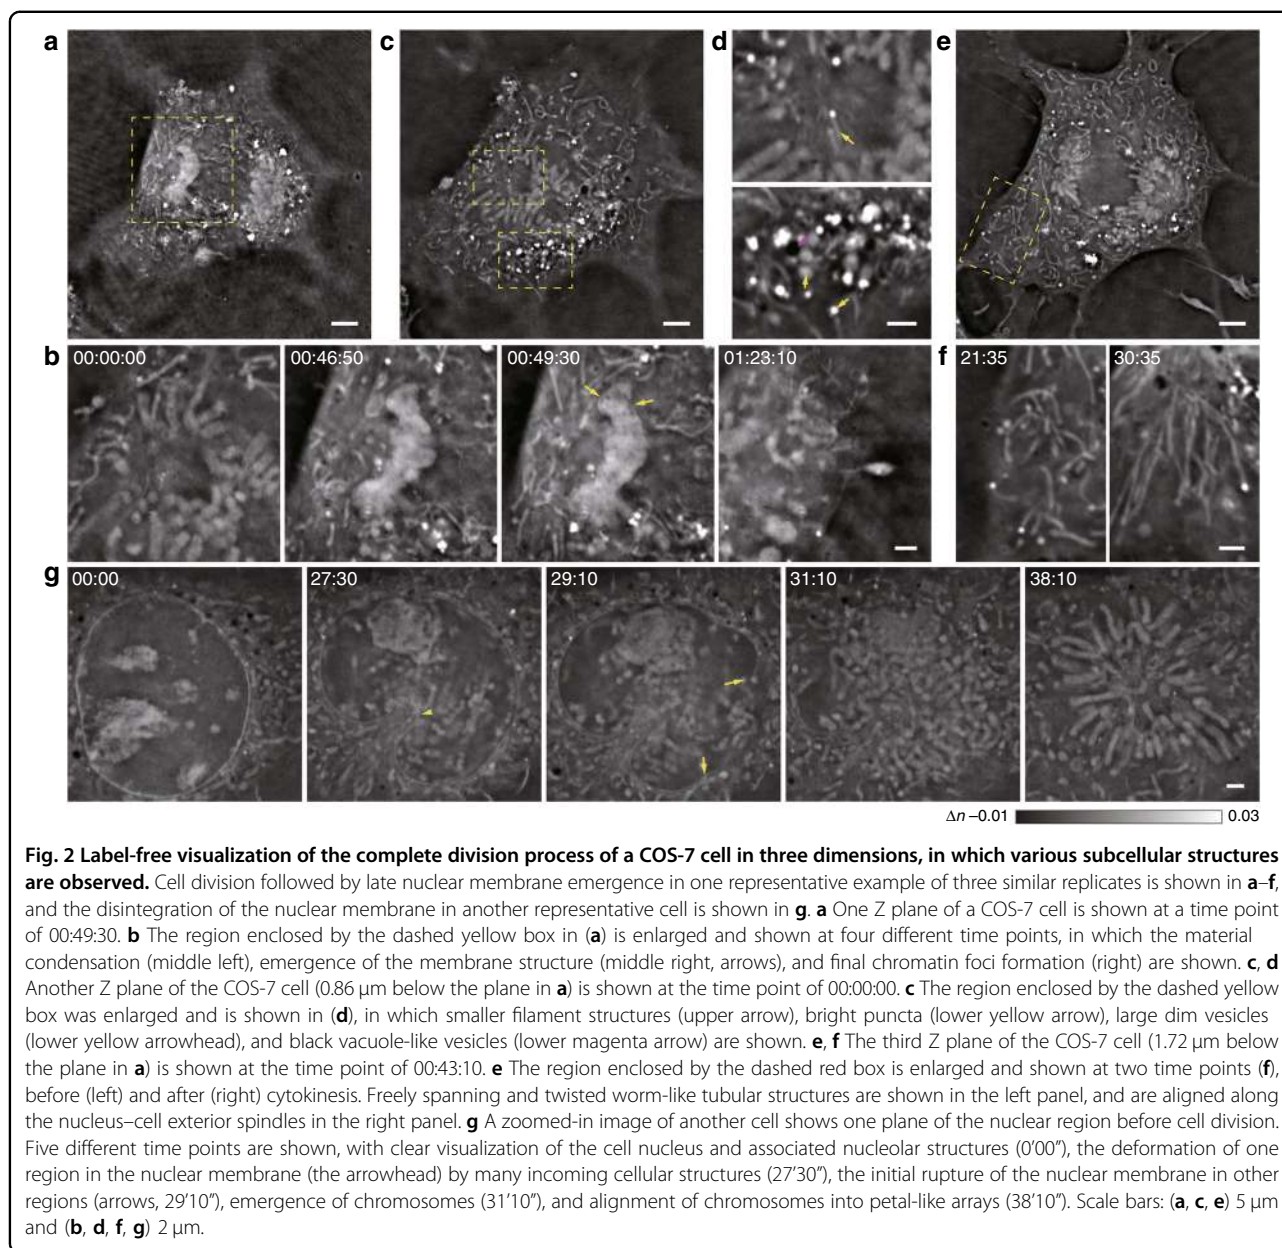 a
c
d
e
b
00:00:00
00:46:50
00:49:30
01:23:10
f
21:35
30:35
g
00:00
27:30
29:10
31:10
38:10
Δn –0.01
0.03
Fig. 2 Label-free visualization of the complete division process of a COS-7 cell in three dimensions, in which various subcellular structures
are observed. Cell division followed by late nuclear membrane emergence in one representative example of three similar replicates is shown in a–f,
and the disintegration of the nuclear membrane in another representative cell is shown in g. a One Z plane of a COS-7 cell is shown at a time point
of 00:49:30. b The region enclosed by the dashed yellow box in (a) is enlarged and shown at four different time points, in which the material
condensation (middle left), emergence of the membrane structure (middle right, arrows), and final chromatin foci formation (right) are shown. c, d
Another Z plane of the COS-7 cell (0.86 μm below the plane in a) is shown at the time point of 00:00:00. c The region enclosed by the dashed yellow
box was enlarged and is shown in (d), in which smaller filament structures (upper arrow), bright puncta (lower yellow arrow), large dim vesicles
(lower yellow arrowhead), and black vacuole-like vesicles (lower magenta arrow) are shown. e, f The third Z plane of the COS-7 cell (1.72 μm below
the plane in a) is shown at the time point of 00:43:10. e The region enclosed by the dashed red box is enlarged and shown at two time points (f),
before (left) and after (right) cytokinesis. Freely spanning and twisted worm-like tubular structures are shown in the left panel, and are aligned along
the nucleus–cell exterior spindles in the right panel. g A zoomed-in image of another cell shows one plane of the nuclear region before cell division.
Five different time points are shown, with clear visualization of the cell nucleus and associated nucleolar structures (0′00″), the deformation of one
region in the nuclear membrane (the arrowhead) by many incoming cellular structures (27′30″), the initial rupture of the nuclear membrane in other
regions (arrows, 29′10″), emergence of chromosomes (31′10″), and alignment of chromosomes into petal-like arrays (38′10″). Scale bars: (a, c, e) 5 μm
and (b, d, f, g) 2 μm.